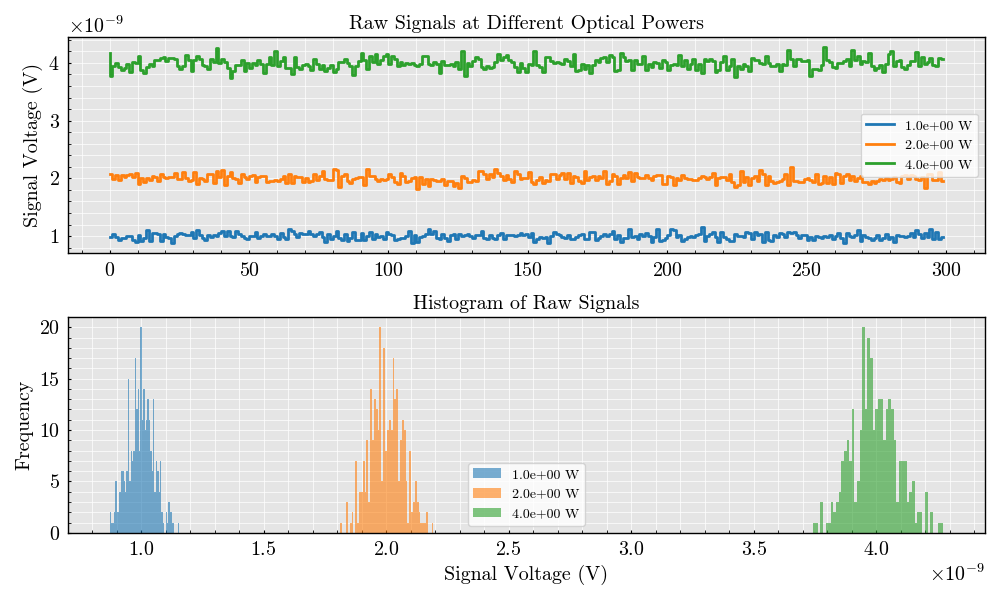 Raw Signals at Different Optical Powers
×10⁻⁹
Signal Voltage (V)
4
3
2
1
0 50 100 150 200 250 300
1.0e+00 W
2.0e+00 W
4.0e+00 W
Histogram of Raw Signals
Frequency
20
15
10
5
0
1.0 1.5 2.0 2.5 3.0 3.5 4.0
1.0e+00 W
2.0e+00 W
4.0e+00 W
Signal Voltage (V)
×10⁻⁹